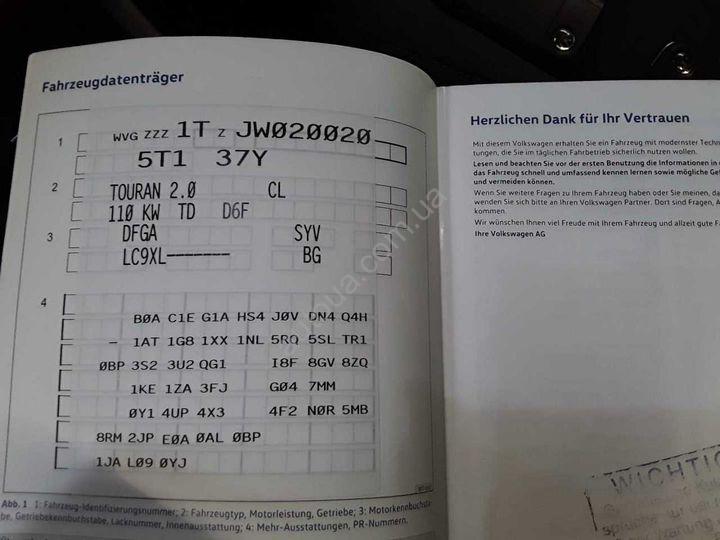 Fahrzeugdatenträger
1 WVG ZZZ 1T Z JW020020
5T1 37Y
2 TOURAN 2.0 CL
110 KW TD D6F
3 DFGA SYV
LC9XL------- BG
4
B0A C1E G1A HS4 J0V DN4 Q4H
- 1AT 1G8 1XX 1NL 5RQ 5SL TR1
0BP 3S2 3U2 QG1 I8F 8GV 8ZQ
1KE 1ZA 3FJ G04 7MM
0Y1 4UP 4X3 4F2 N0R 5MB
8RM 2JP E0A 0AL 0BP
1JA L09 0YJ
Abb. 1 1: Fahrzeug-Identifizierungsnummer; 2: Fahrzeugtyp, Motorleistung, Getriebe; 3: Motorkennbuchsta-
be, Getriebekennbuchstabe, Lacknummer, Innenausstattung; 4: Mehr-Ausstattungen, PR-Nummern.
Herzlichen Dank für Ihr Vertrauen
Mit diesem Volkswagen erhalten Sie ein Fahrzeug mit modernster Techn
tungen, die Sie im täglichen Fahrbetrieb sicherlich nutzen wollen.
Lesen und beachten Sie vor der ersten Benutzung die Informationen in
das Fahrzeug schnell und umfassend kennen lernen sowie mögliche Ge
und vermeiden können.
Wenn Sie weitere Fragen zu Ihrem Fahrzeug haben oder Sie meinen, da
wenden Sie sich bitte an Ihren Volkswagen Partner. Dort sind Fragen, A
kommen.
Wir wünschen Ihnen viel Freude mit Ihrem Fahrzeug und allzeit gute Fa
Ihre Volkswagen AG
WICHTIG